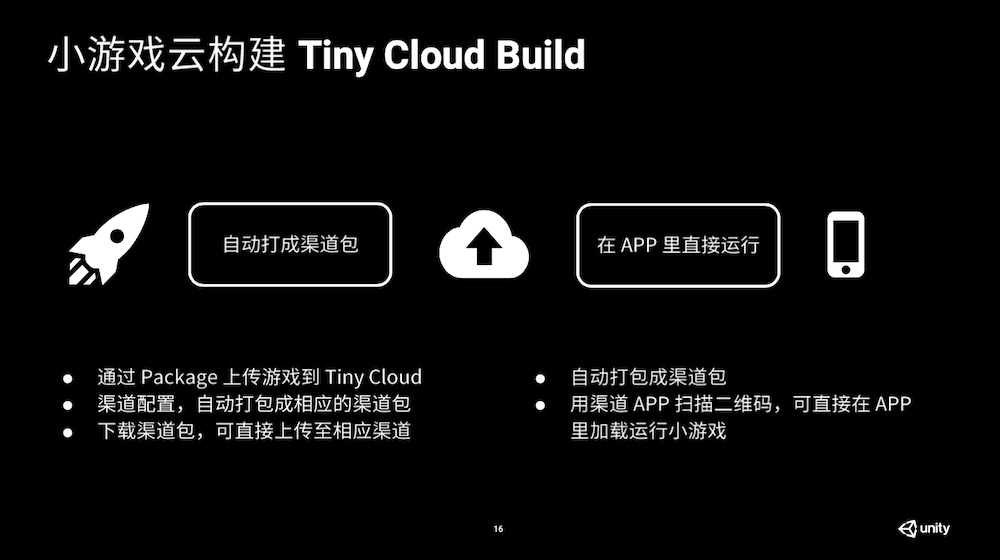 小游戏云构建 Tiny Cloud Build
自动打成渠道包
在 APP 里直接运行
● 通过 Package 上传游戏到 Tiny Cloud
● 渠道配置，自动打包成相应的渠道包
● 下载渠道包，可直接上传至相应渠道
● 自动打包成渠道包
● 用渠道 APP 扫描二维码，可直接在 APP
里加载运行小游戏
16
unity